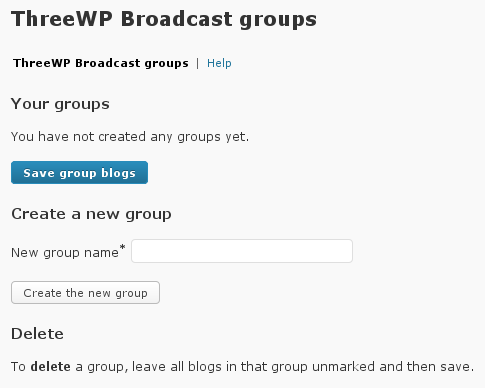 ThreeWP Broadcast groups
ThreeWP Broadcast groups | Help
Your groups
You have not created any groups yet.
Save group blogs
Create a new group
New group name*
Create the new group
Delete
To delete a group, leave all blogs in that group unmarked and then save.